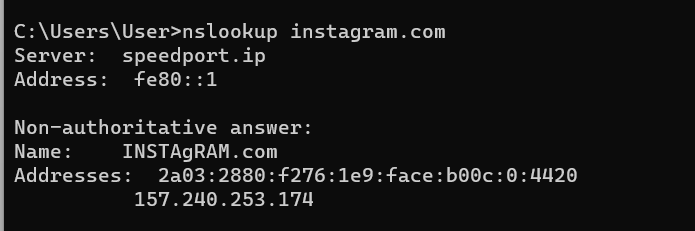 C:\Users\User>nslookup instagram.com
Server:  speedport.ip
Address:  fe80::1

Non-authoritative answer:
Name:    INSTAgRAM.com
Addresses:  2a03:2880:f276:1e9:face:b00c:0:4420
          157.240.253.174